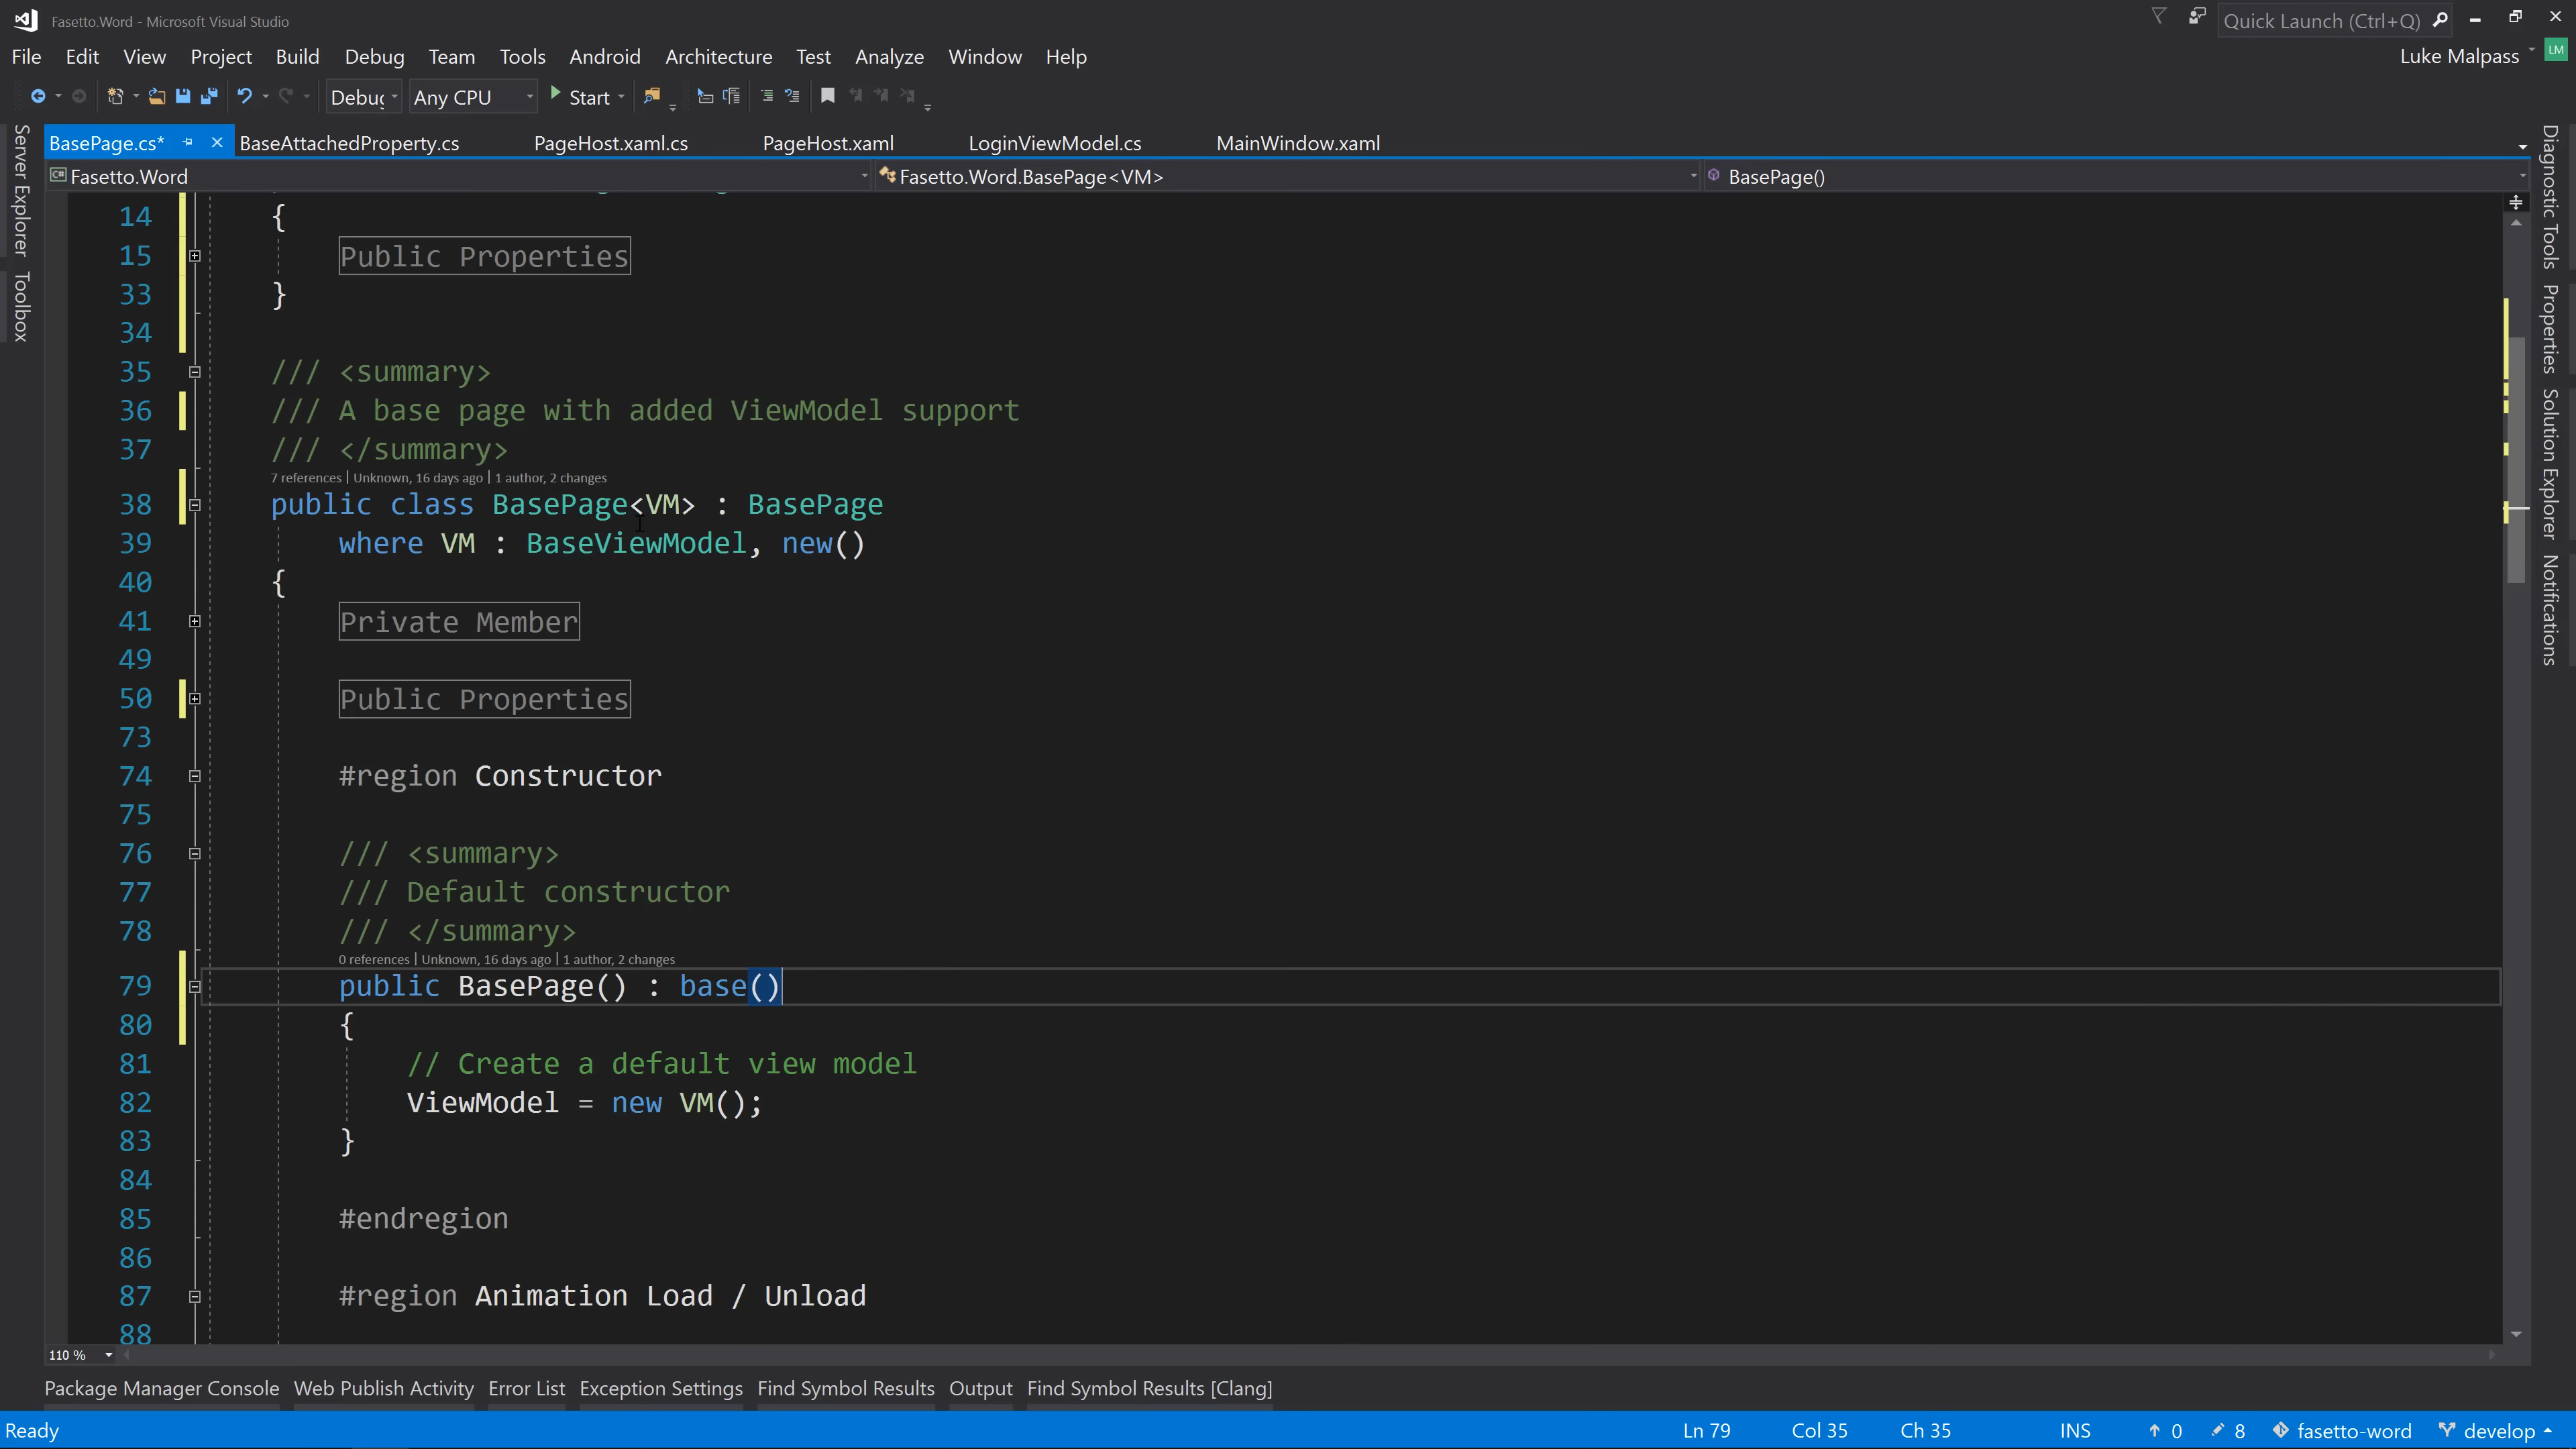 Fasetto.Word - Microsoft Visual Studio
Quick Launch (Ctrl+Q)
File Edit View Project Build Debug Team Tools Android Architecture Test Analyze Window Help
Luke Malpass LM
Debug Any CPU Start
BasePage.cs* BaseAttachedProperty.cs PageHost.xaml.cs PageHost.xaml LoginViewModel.cs MainWindow.xaml
Fasetto.Word Fasetto.Word.BasePage<VM> BasePage()
Server Explorer
Toolbox
Diagnostic Tools
Properties
Solution Explorer
Notifications
14 {
15 Public Properties
33 }
34
35 /// <summary>
36 /// A base page with added ViewModel support
37 /// </summary>
7 references | Unknown, 16 days ago | 1 author, 2 changes
38 public class BasePage<VM> : BasePage
39 where VM : BaseViewModel, new()
40 {
41 Private Member
49
50 Public Properties
73
74 #region Constructor
75
76 /// <summary>
77 /// Default constructor
78 /// </summary>
0 references | Unknown, 16 days ago | 1 author, 2 changes
79 public BasePage() : base()
80 {
81 // Create a default view model
82 ViewModel = new VM();
83 }
84
85 #endregion
86
87 #region Animation Load / Unload
88
110 %
Package Manager Console Web Publish Activity Error List Exception Settings Find Symbol Results Output Find Symbol Results [Clang]
Ready Ln 79 Col 35 Ch 35 INS 0 8 fasetto-word develop